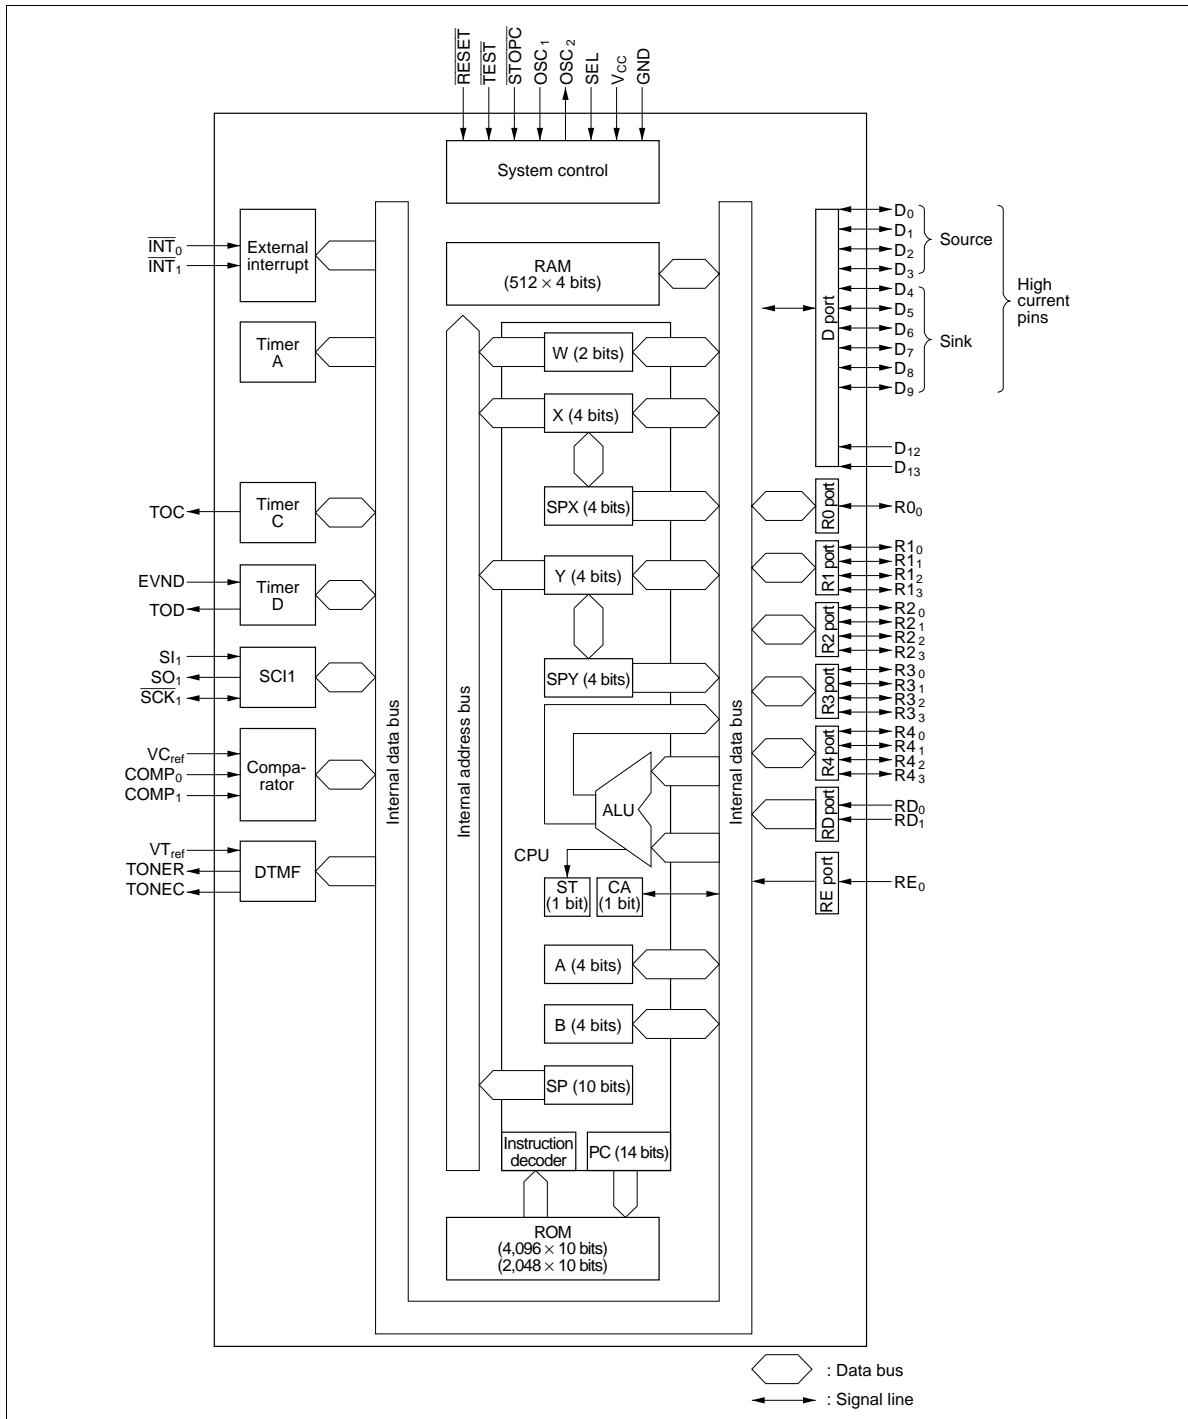 RESET
TEST
STOPC
OSC1
OSC2
SEL
VCC
GND
System control
INT0
INT1
External
interrupt
Timer
A
TOC
Timer
C
EVND
TOD
Timer
D
SI1
SO1
SCK1
SCI1
VCref
COMP0
COMP1
Compa-
rator
VTref
TONER
TONEC
DTMF
Internal data bus
Internal address bus
RAM
(512 × 4 bits)
W (2 bits)
X (4 bits)
SPX (4 bits)
Y (4 bits)
SPY (4 bits)
ALU
CPU
ST
(1 bit)
CA
(1 bit)
A (4 bits)
B (4 bits)
SP (10 bits)
Instruction
decoder
PC (14 bits)
ROM
(4,096 × 10 bits)
(2,048 × 10 bits)
Internal data bus
D port
D0
D1
D2
D3
D4
D5
D6
D7
D8
D9
D12
D13
Source
Sink
High
current
pins
R0 port
R00
R1 port
R10
R11
R12
R13
R2 port
R20
R21
R22
R23
R3 port
R30
R31
R32
R33
R4 port
R40
R41
R42
R43
RD port
RD0
RD1
RE port
RE0
: Data bus
: Signal line